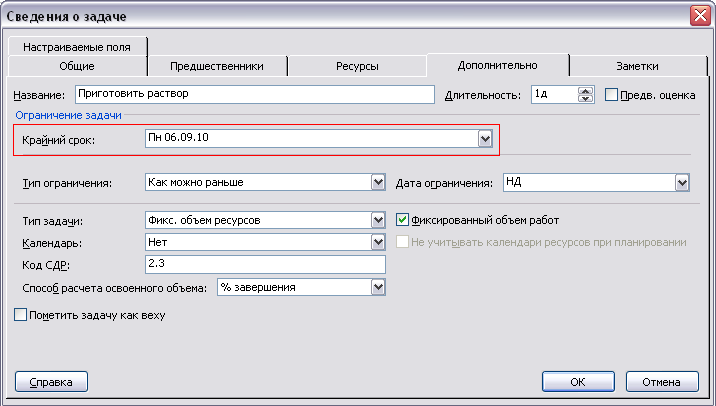 Сведения о задаче
Настраиваемые поля
Общие Предшественники Ресурсы Дополнительно Заметки
Название: Приготовить раствор Длительность: 1д Предв. оценка
Ограничение задачи
Крайний срок: Пн 06.09.10
Тип ограничения: Как можно раньше Дата ограничения: НД
Тип задачи: Фикс. объем ресурсов Фиксированный объем работ
Календарь: Нет Не учитывать календари ресурсов при планировании
Код СДР: 2.3
Способ расчета освоенного объема: % завершения
Пометить задачу как веху
Справка ОК Отмена